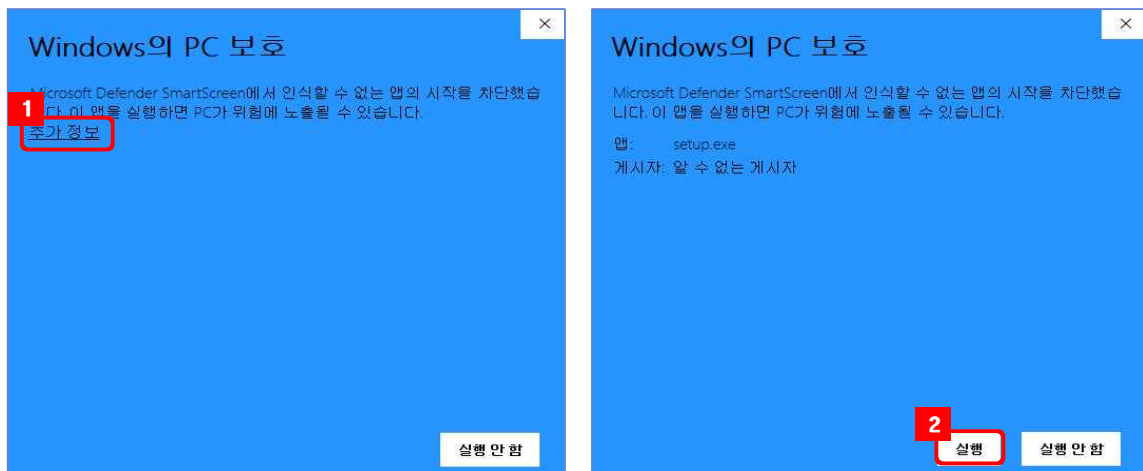 ×
Windows의 PC 보호
Microsoft Defender SmartScreen에서 인식할 수 없는 앱의 시작을 차단했습
니다. 이 앱을 실행하면 PC가 위험에 노출될 수 있습니다.
1
추가 정보
실행 안 함
×
Windows의 PC 보호
Microsoft Defender SmartScreen에서 인식할 수 없는 앱의 시작을 차단했습
니다. 이 앱을 실행하면 PC가 위험에 노출될 수 있습니다.
앱: setup.exe
게시자: 알 수 없는 게시자
2
실행
실행 안 함